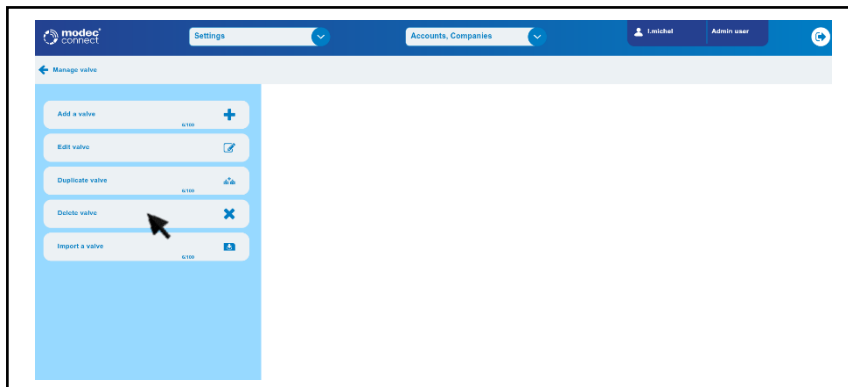 modec®
connect
Settings
Accounts, Companies
l.michel
Admin user
Manage valve
Add a valve
6/100
Edit valve
Duplicate valve
6/100
Delete valve
Import a valve
6/100